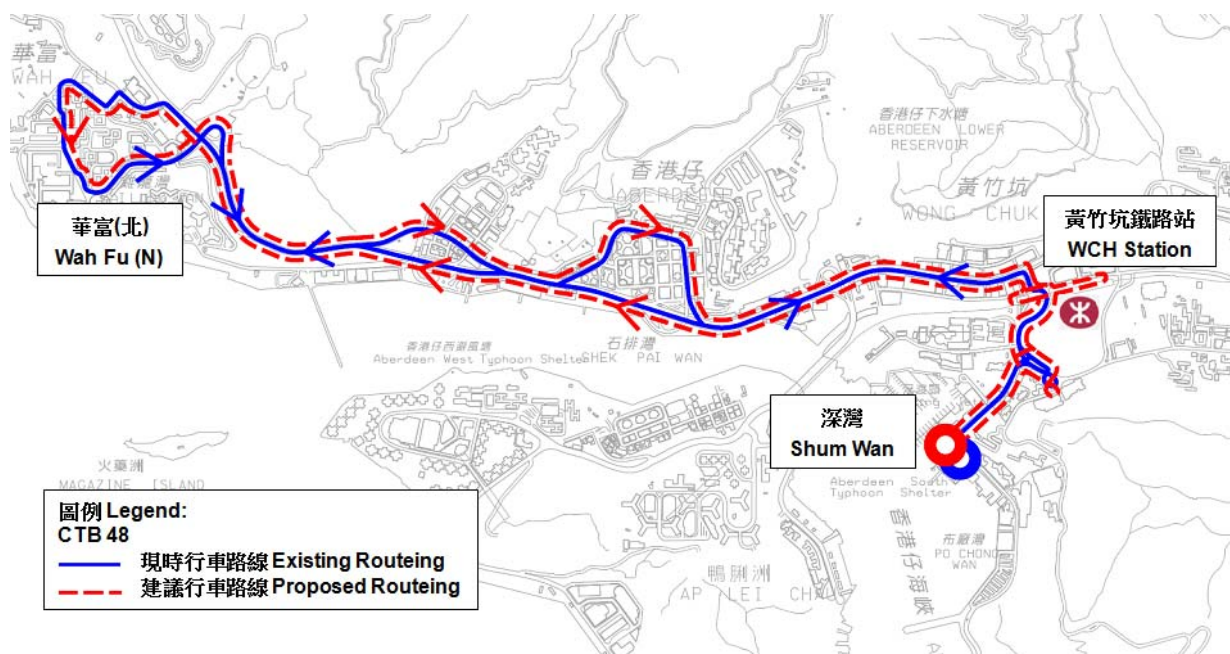 華富
WAH FU
香港仔下水塘
ABERDEEN LOWER
RESERVOIR
香港仔
黃竹坑
WONG CHUK
黃竹坑鐵路站
WCH Station
華富(北)
Wah Fu (N)
香港仔西避風塘
Aberdeen West Typhoon Shelter
石排灣
SHEK PAI WAN
深灣
Shum Wan
火藥洲
MAGAZINE ISLAND
Aberdeen South
Typhoon Shelter
香港仔海峽
布廠灣
PO CHONG
WAN
鴨脷洲
AP LEI CHAU
圖例 Legend:
CTB 48
現時行車路線 Existing Routeing
建議行車路線 Proposed Routeing